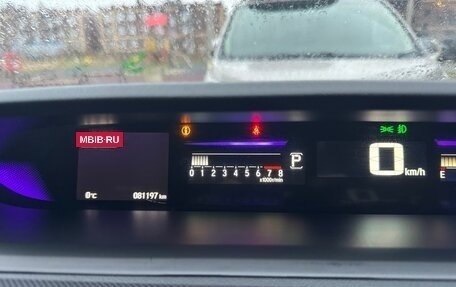 MBIB·RU
P
0 1 2 3 4 5 6 7 8
x1000r/min
0 km/h
E
0°C
081197 km